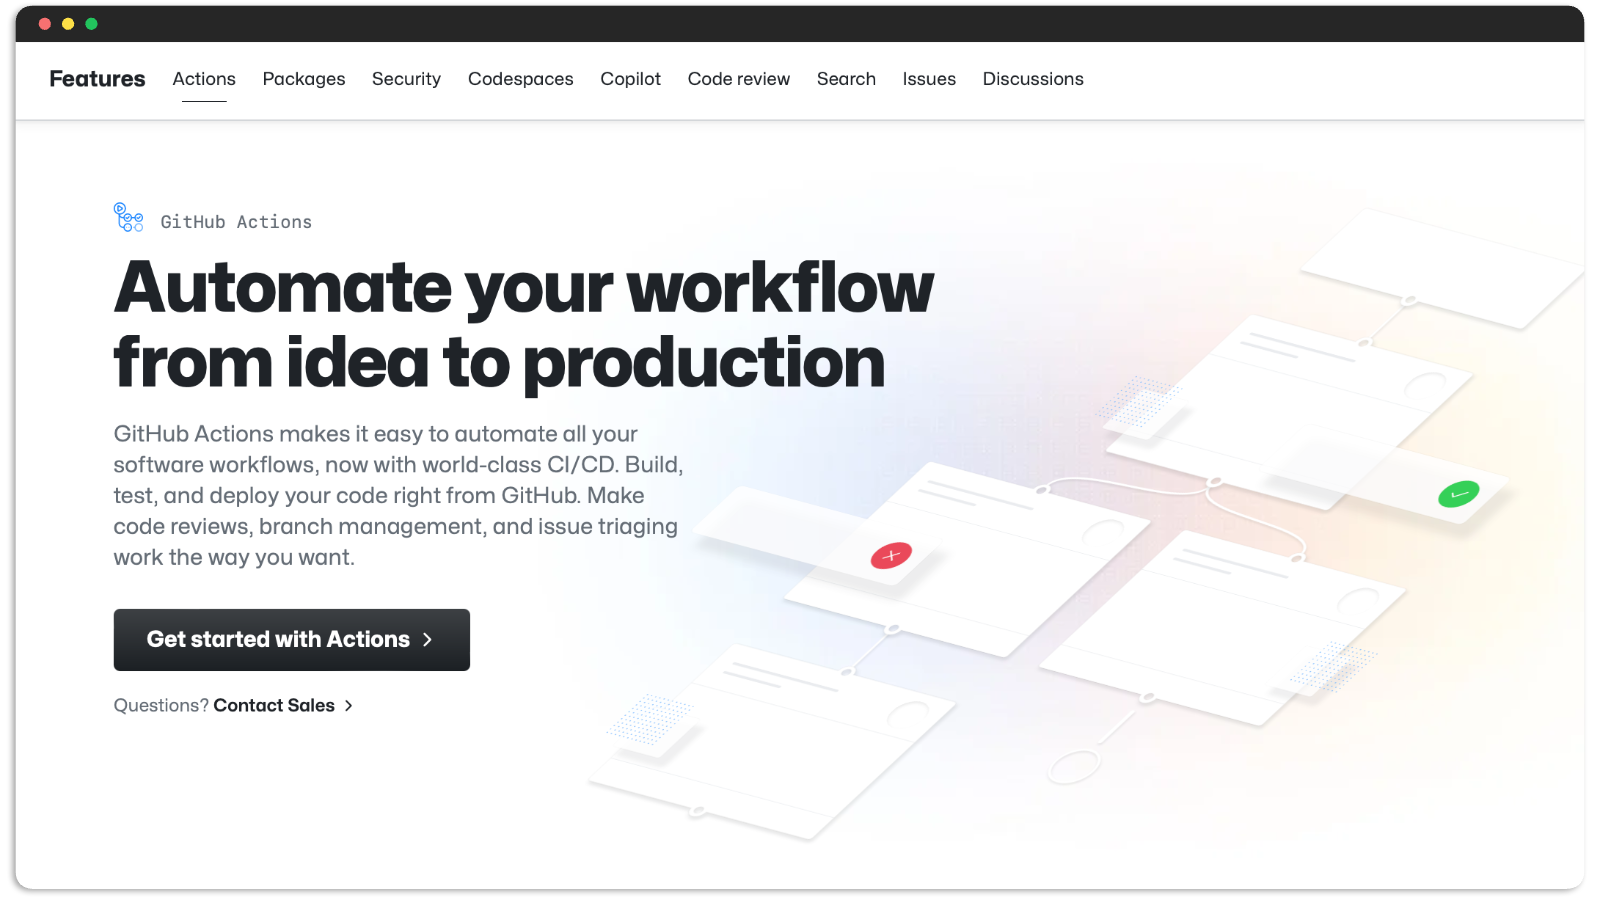 Features Actions Packages Security Codespaces Copilot Code review Search Issues Discussions
GitHub Actions
Automate your workflow
from idea to production
GitHub Actions makes it easy to automate all your
software workflows, now with world-class CI/CD. Build,
test, and deploy your code right from GitHub. Make
code reviews, branch management, and issue triaging
work the way you want.
Get started with Actions
Questions? Contact Sales